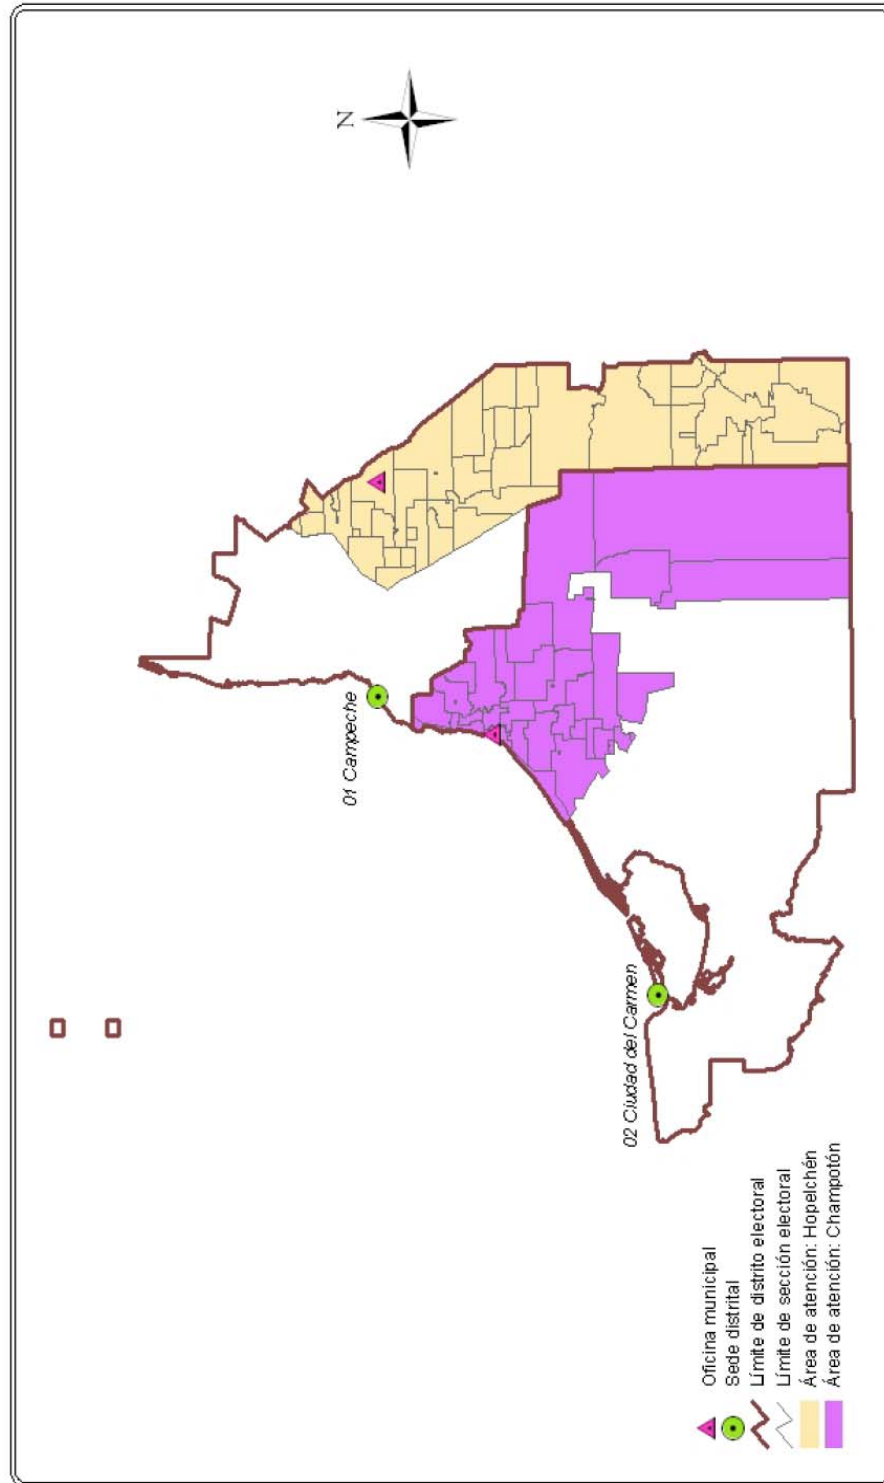 N
01 Campeche
02 Ciudad del Carmen
Oficina municipal
Sede distrital
Límite de distrito electoral
Límite de sección electoral
Área de atención: Hopelchén
Área de atención: Champotón